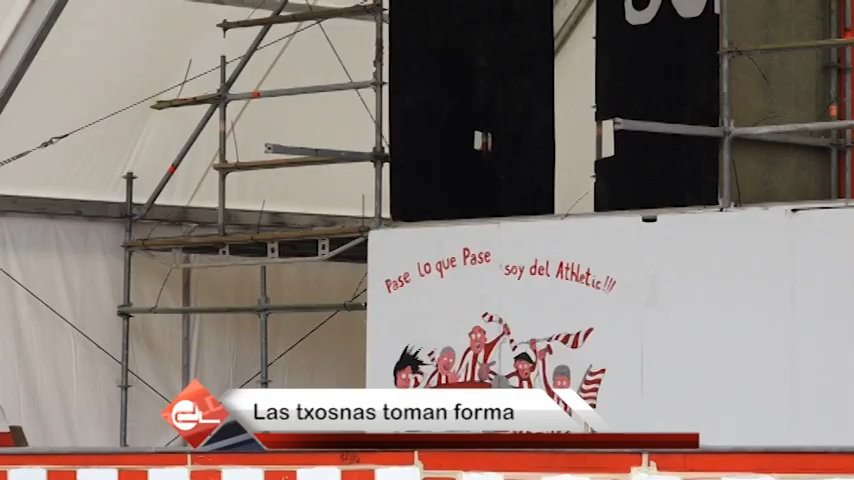 Pase lo que Pase soy del Athletic!!!
Las txosnas toman forma